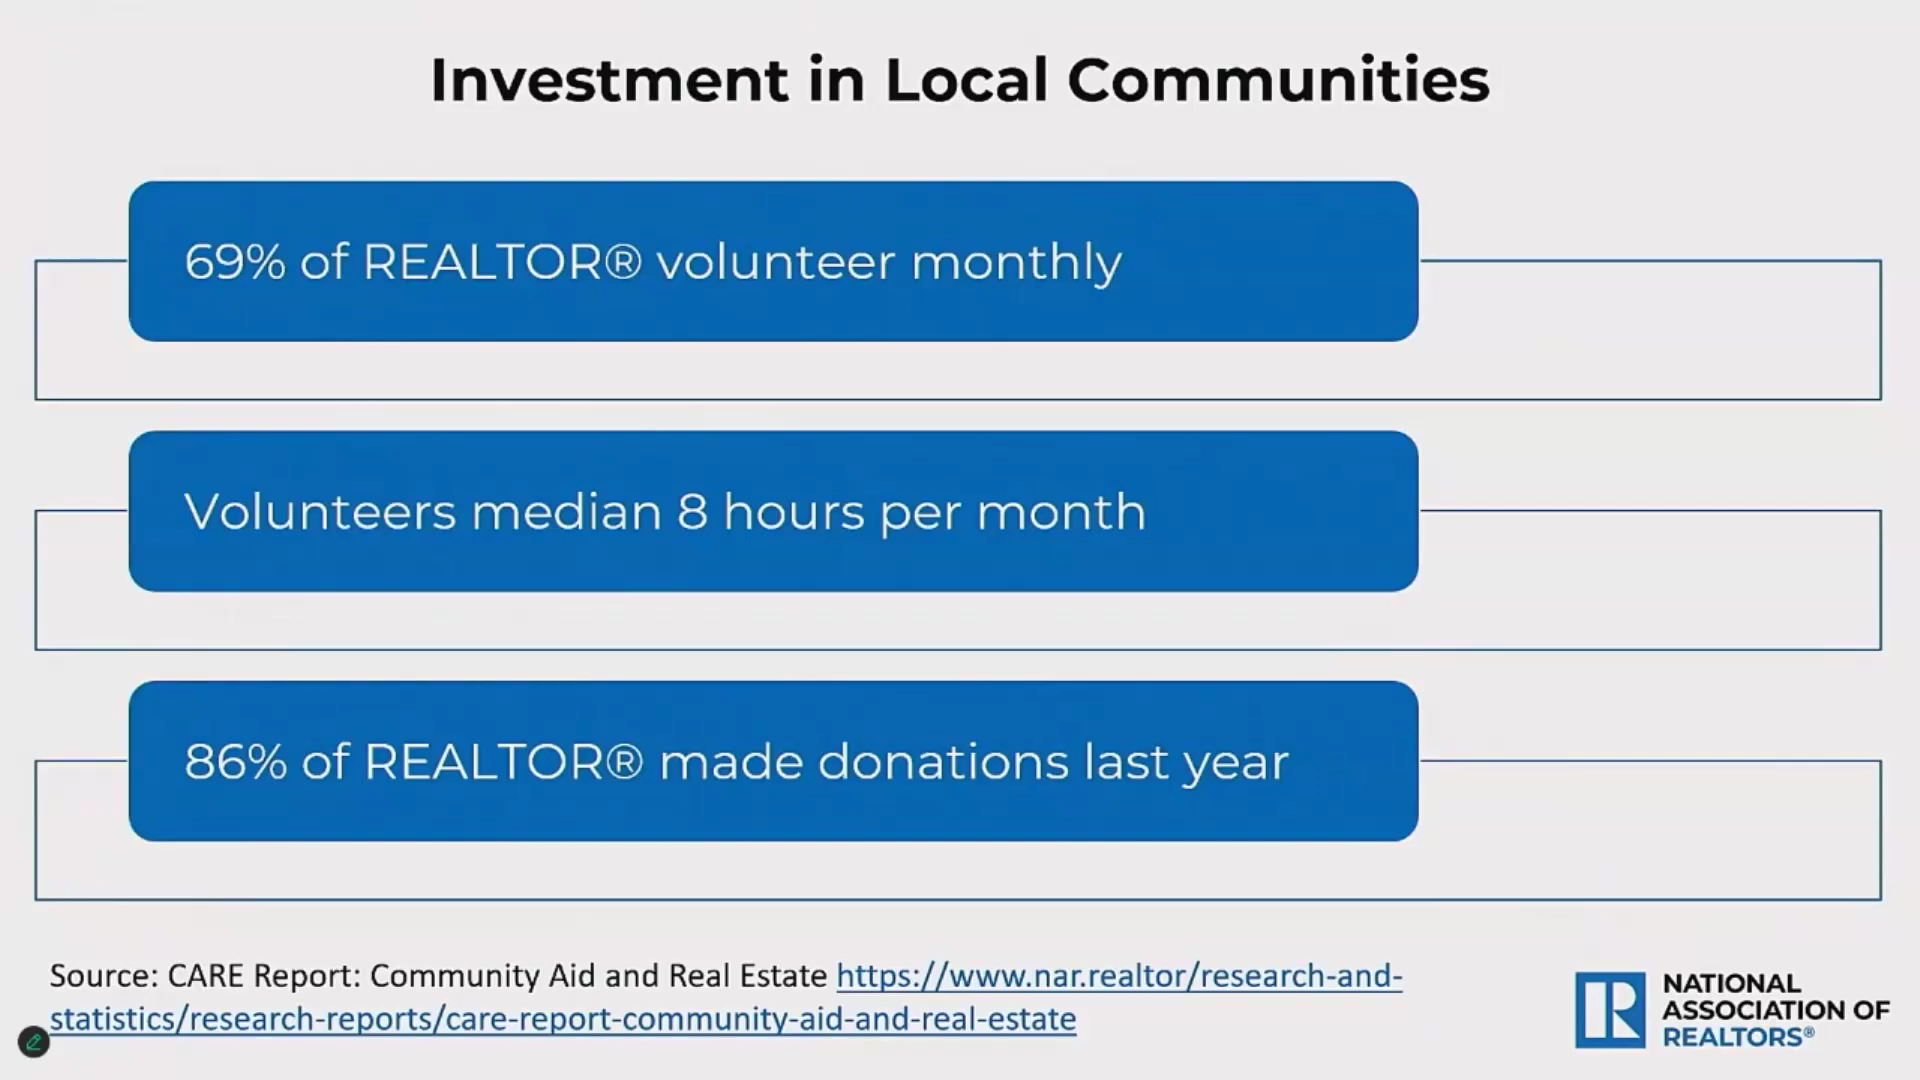 Investment in Local Communities
69% of REALTOR® volunteer monthly
Volunteers median 8 hours per month
86% of REALTOR® made donations last year
Source: CARE Report: Community Aid and Real Estate https://www.nar.realtor/research-and-
statistics/research-reports/care-report-community-aid-and-real-estate
NATIONAL
ASSOCIATION OF
REALTORS®